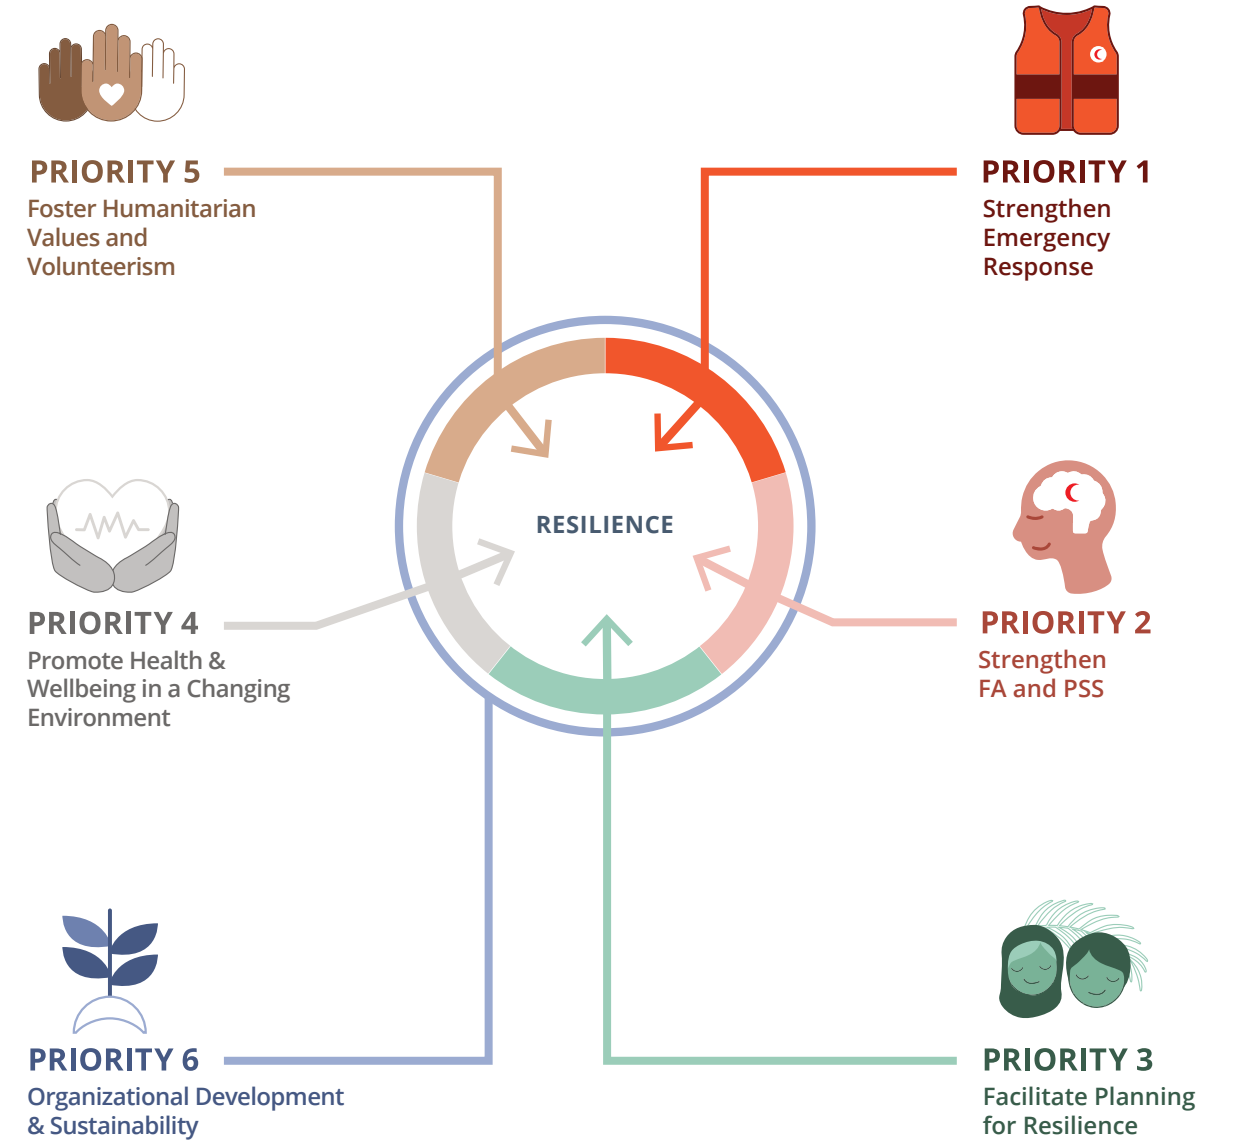 PRIORITY 5
Foster Humanitarian
Values and
Volunteerism
PRIORITY 1
Strengthen
Emergency
Response
RESILIENCE
PRIORITY 4
Promote Health &
Wellbeing in a Changing
Environment
PRIORITY 2
Strengthen
FA and PSS
PRIORITY 6
Organizational Development
& Sustainability
PRIORITY 3
Facilitate Planning
for Resilience